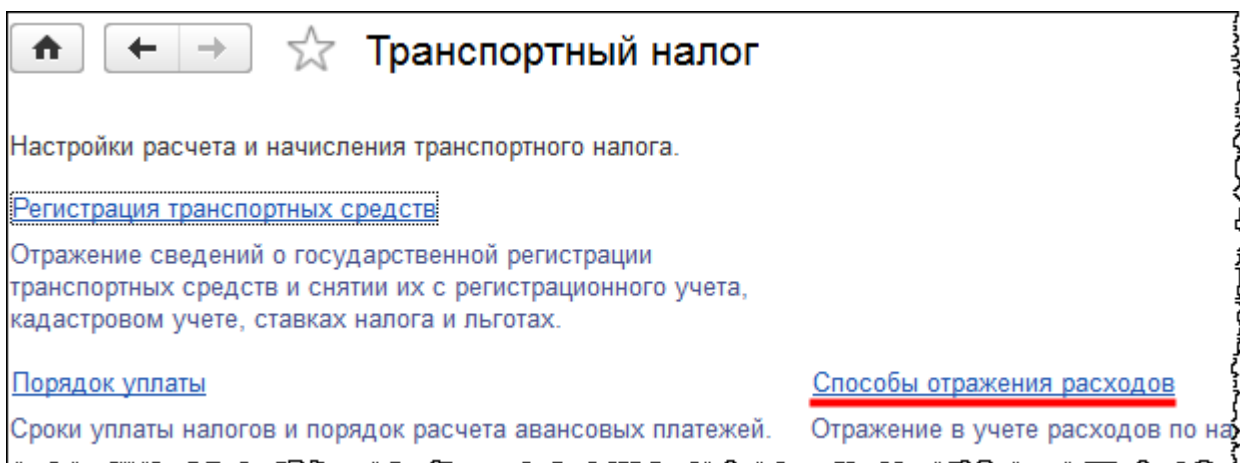 Транспортный налог
Настройки расчета и начисления транспортного налога.
Регистрация транспортных средств
Отражение сведений о государственной регистрации
транспортных средств и снятии их с регистрационного учета,
кадастровом учете, ставках налога и льготах.
Порядок уплаты
Способы отражения расходов
Сроки уплаты налогов и порядок расчета авансовых платежей.
Отражение в учете расходов по